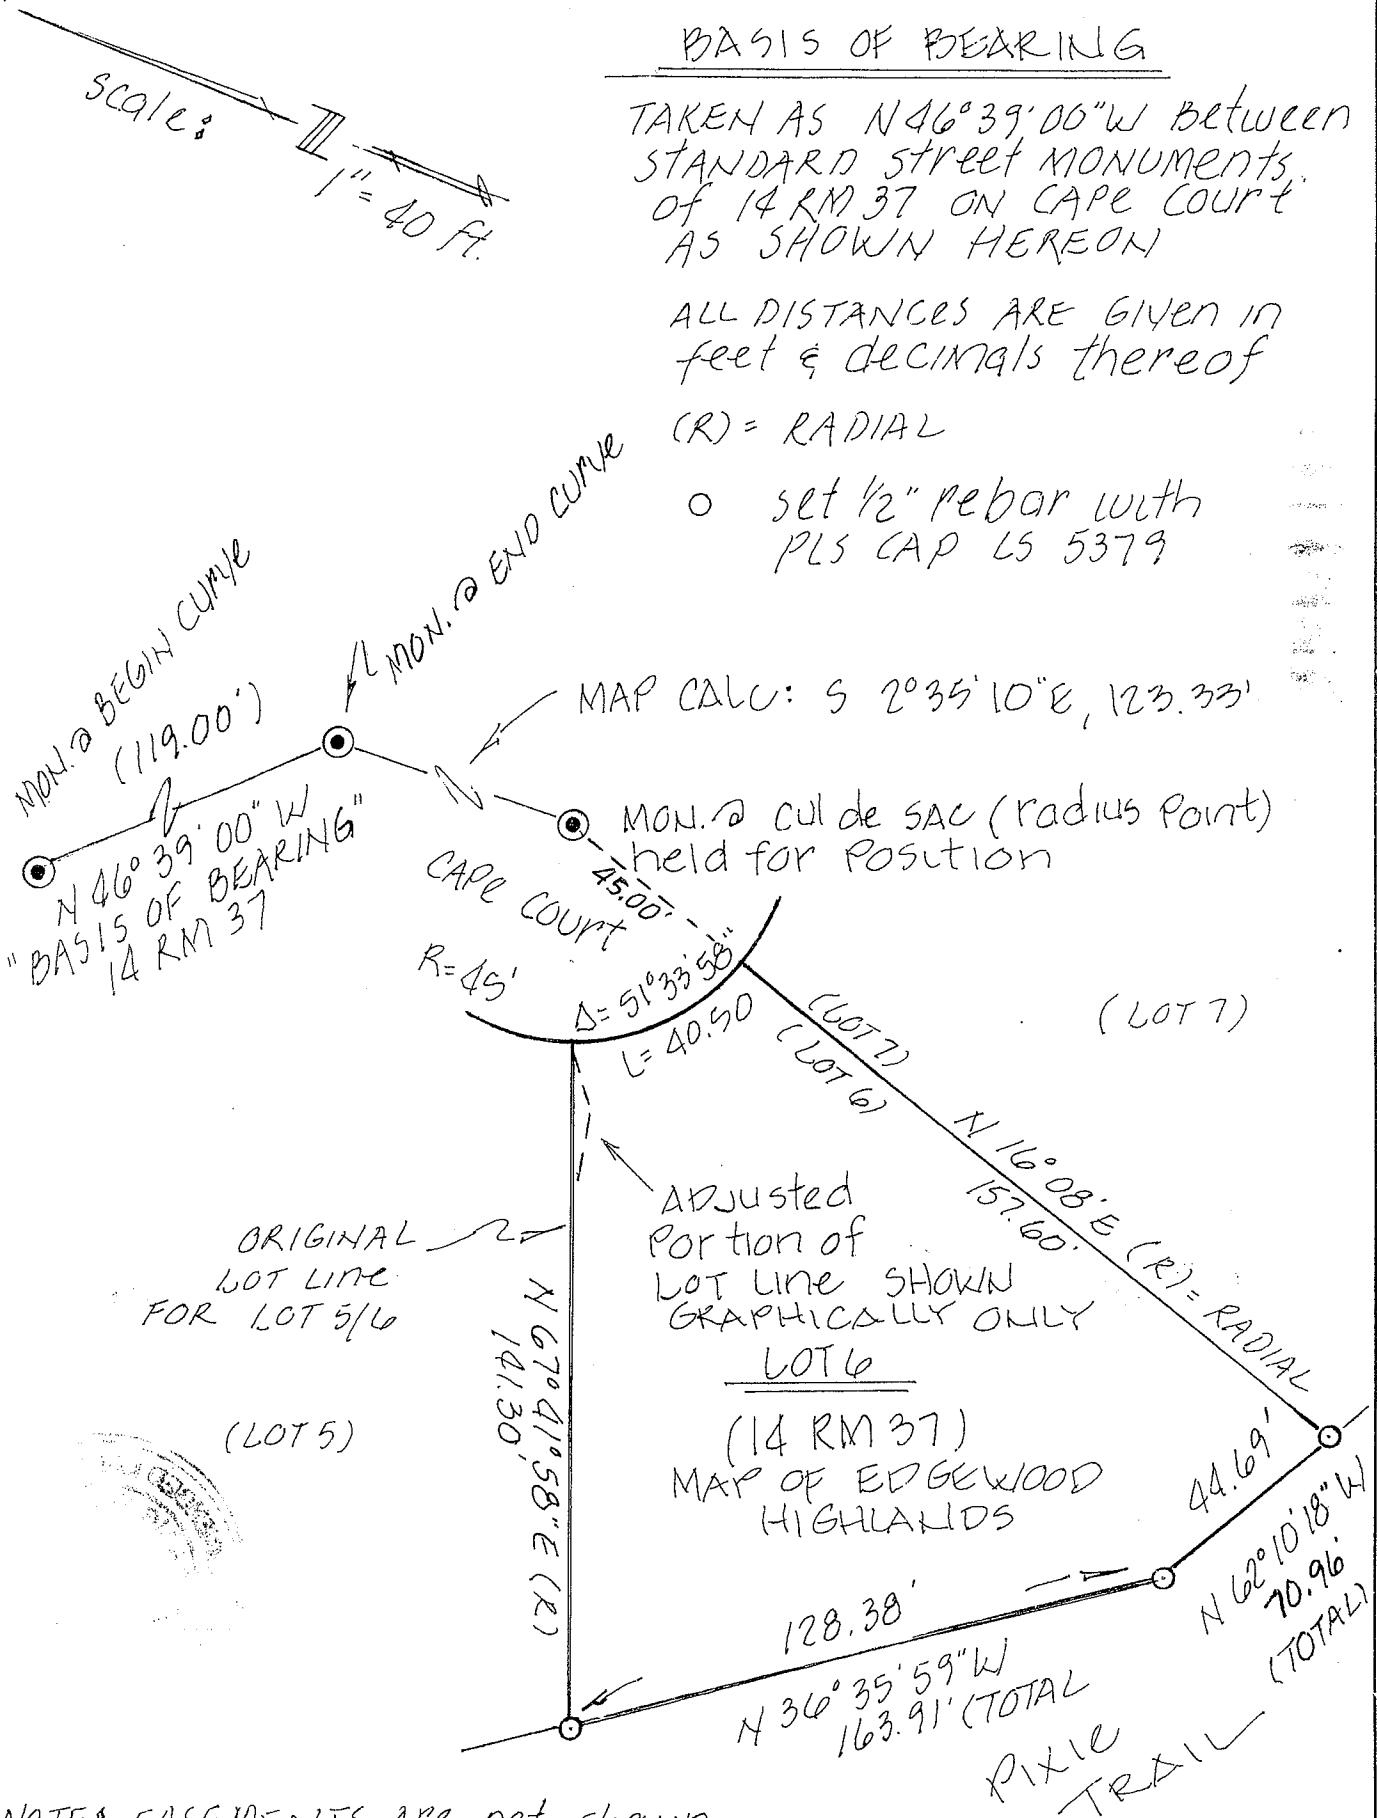 BASIS OF BEARING
TAKEN AS N46°39'00"W Between
STANDARD street MONUMENTS
of 14 RM 37 ON CAPE COURT
AS SHOWN HEREON
ALL DISTANCES ARE GIVEN in
feet & decimals thereof
(R) = RADIAL
set 1/2" rebar with
PLS CAP LS 5379
scale:
1" = 40 ft.
MON. @ BEGIN CURVE
(119.00')
MON. @ END CURVE
N 46° 39' 00" W
"BASIS OF BEARING"
14 RM 37
MAP CALC: S 2°35'10"E, 123.33'
MON. @ cul de SAC (radius Point)
held for Position
45.00'
CAPE COURT
R=45'
Δ= 51°33'58"
L= 40.50
(LOT 7)
(LOT 6)
(LOT 7)
N 16°08' E (R)= RADIAL
157.60'
ADJusted
Portion of
LOT Line SHOWN
GRAPHICALLY ONLY
ORIGINAL
LOT Line
FOR LOT 5/6
N 67° 41' 58" E (R)
141.30'
(LOT 5)
LOT 6
(14 RM 37)
MAP OF EDGEWOOD
HIGHLANDS
44.69'
N 62° 10' 18" W
70.96'
(TOTAL)
128.38'
N 36° 35' 59" W
163.91' (TOTAL
PIXIE
TRAIL